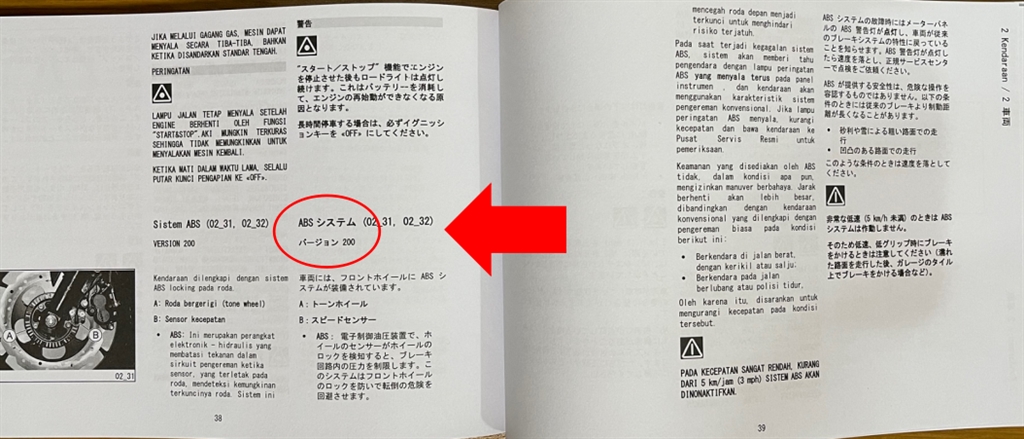 JIKA MELALUI GAGANG GAS, MESIN DAPAT
MENYALA SECARA TIBA-TIBA, BAHKAN
KETIKA DISANDARKAN STANDAR TENGAH.
PERINGATAN
LAMPU JALAN TETAP MENYALA SETELAH
ENGINE BERHENTI OLEH FUNGSI
"START&STOP".AKI MUNGKIN TERKURAS
SEHINGGA TIDAK MEMUNGKINKAN UNTUK
MENYALAKAN MESIN KEMBALI.
KETIKA MATI DALAM WAKTU LAMA, SELALU
PUTAR KUNCI PENGAPIAN KE «OFF».
Sistem ABS (02_31, 02_32)
VERSION 200
Kendaraan dilengkapi dengan sistem
ABS locking pada roda.
A: Roda bergerigi (tone wheel)
B: Sensor kecepatan
• ABS: Ini merupakan perangkat
elektronik - hidraulis yang
membatasi tekanan dalam
sirkuit pengereman ketika
sensor, yang terletak pada
roda, mendeteksi kemungkinan
terkuncinya roda. Sistem ini
A
B
02_31
警告
"スタート／ストップ" 機能でエンジン
を停止させた後もロードライトは点灯し
続けます。これはバッテリーを消耗し
て、エンジンの再始動ができなくなる原
因となります。
長時間停車する場合は、必ずイグニッシ
ョンキーを «OFF» にしてください。
ABS システム (02_31, 02_32)
バージョン 200
車両には、フロントホイールに ABS シ
ステムが装備されています。
A：トーンホイール
B：スピードセンサー
• ABS： 電子制御油圧装置で、ホ
イールのセンサーがホイールの
ロックを検知すると、ブレーキ
回路内の圧力を制限します。こ
のシステムはフロントホイール
のロックを防いで転倒の危険を
回避させます。
38
mencegah roda depan menjadi
terkunci untuk menghindari
risiko terjatuh.
Pada saat terjadi kegagalan sistem
ABS, sistem akan memberi tahu
pengendara dengan lampu peringatan
ABS yang menyala terus pada panel
instrumen , dan kendaraan akan
menggunakan karakteristik sistem
pengereman konvensional. Jika lampu
peringatan ABS menyala, kurangi
kecepatan dan bawa kendaraan ke
Pusat Servis Resmi untuk
pemeriksaan.
Keamanan yang disediakan oleh ABS
tidak, dalam kondisi apa pun,
mengizinkan manuver berbahaya. Jarak
berhenti akan lebih besar,
dibandingkan dengan kendaraan
konvensional yang dilengkapi dengan
pengereman biasa pada kondisi
berikut ini:
• Berkendara di jalan berat,
dengan kerikil atau salju;
• Berkendara pada jalan
berlubang atau polisi tidur,
Oleh karena itu, disarankan untuk
mengurangi kecepatan pada kondisi
tersebut.
PADA KECEPATAN SANGAT RENDAH, KURANG
DARI 5 km/jam (3 mph) SISTEM ABS AKAN
DINONAKTIFKAN.
ABS システムの故障時にはメーターパネ
ルの ABS 警告灯が点灯し、車両が従来
のブレーキシステムの特性に戻っている
ことを知らせます。ABS 警告灯が点灯し
たら速度を落とし、正規サービスセンタ
ーで点検をご依頼ください。
ABS が提供する安全性は、危険な操作を
容認するものではありません。以下の条
件のときには従来のブレーキより制動距
離が長くなることがあります。
• 砂利や雪による粗い路面での走
行
• 凹凸のある路面での走行
このような条件のときは速度を落として
ください。
非常な低速 (5 km/h 未満) のときは ABS
システムは作動しません。
そのため低速、低グリップ時にブレーキ
をかけるときは注意してください (濡れ
た路面を走行した後、ガレージのタイル
上でブレーキをかける場合など)。
2 Kendaraan / 2 車両
39